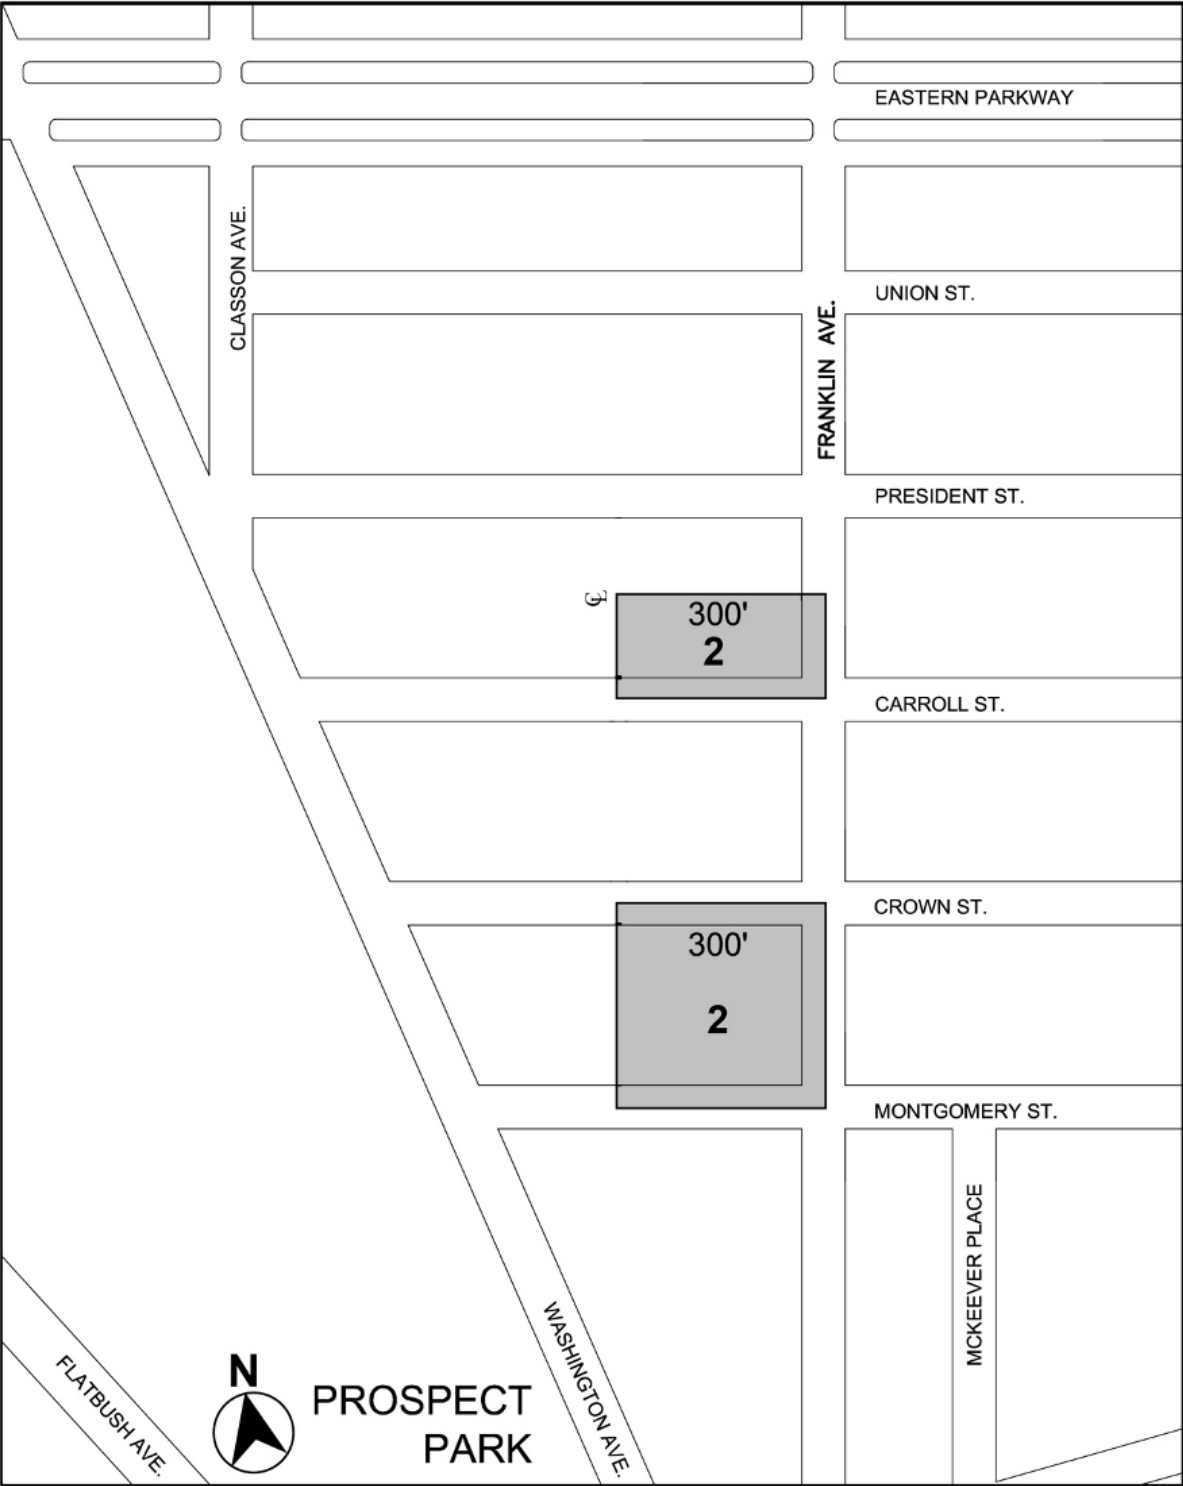 EASTERN PARKWAY
CLASSON AVE.
UNION ST.
FRANKLIN AVE.
PRESIDENT ST.
300'
2
CARROLL ST.
CROWN ST.
300'
2
MONTGOMERY ST.
MCKEEVER PLACE
WASHINGTON AVE.
FLATBUSH AVE.
N
PROSPECT
PARK